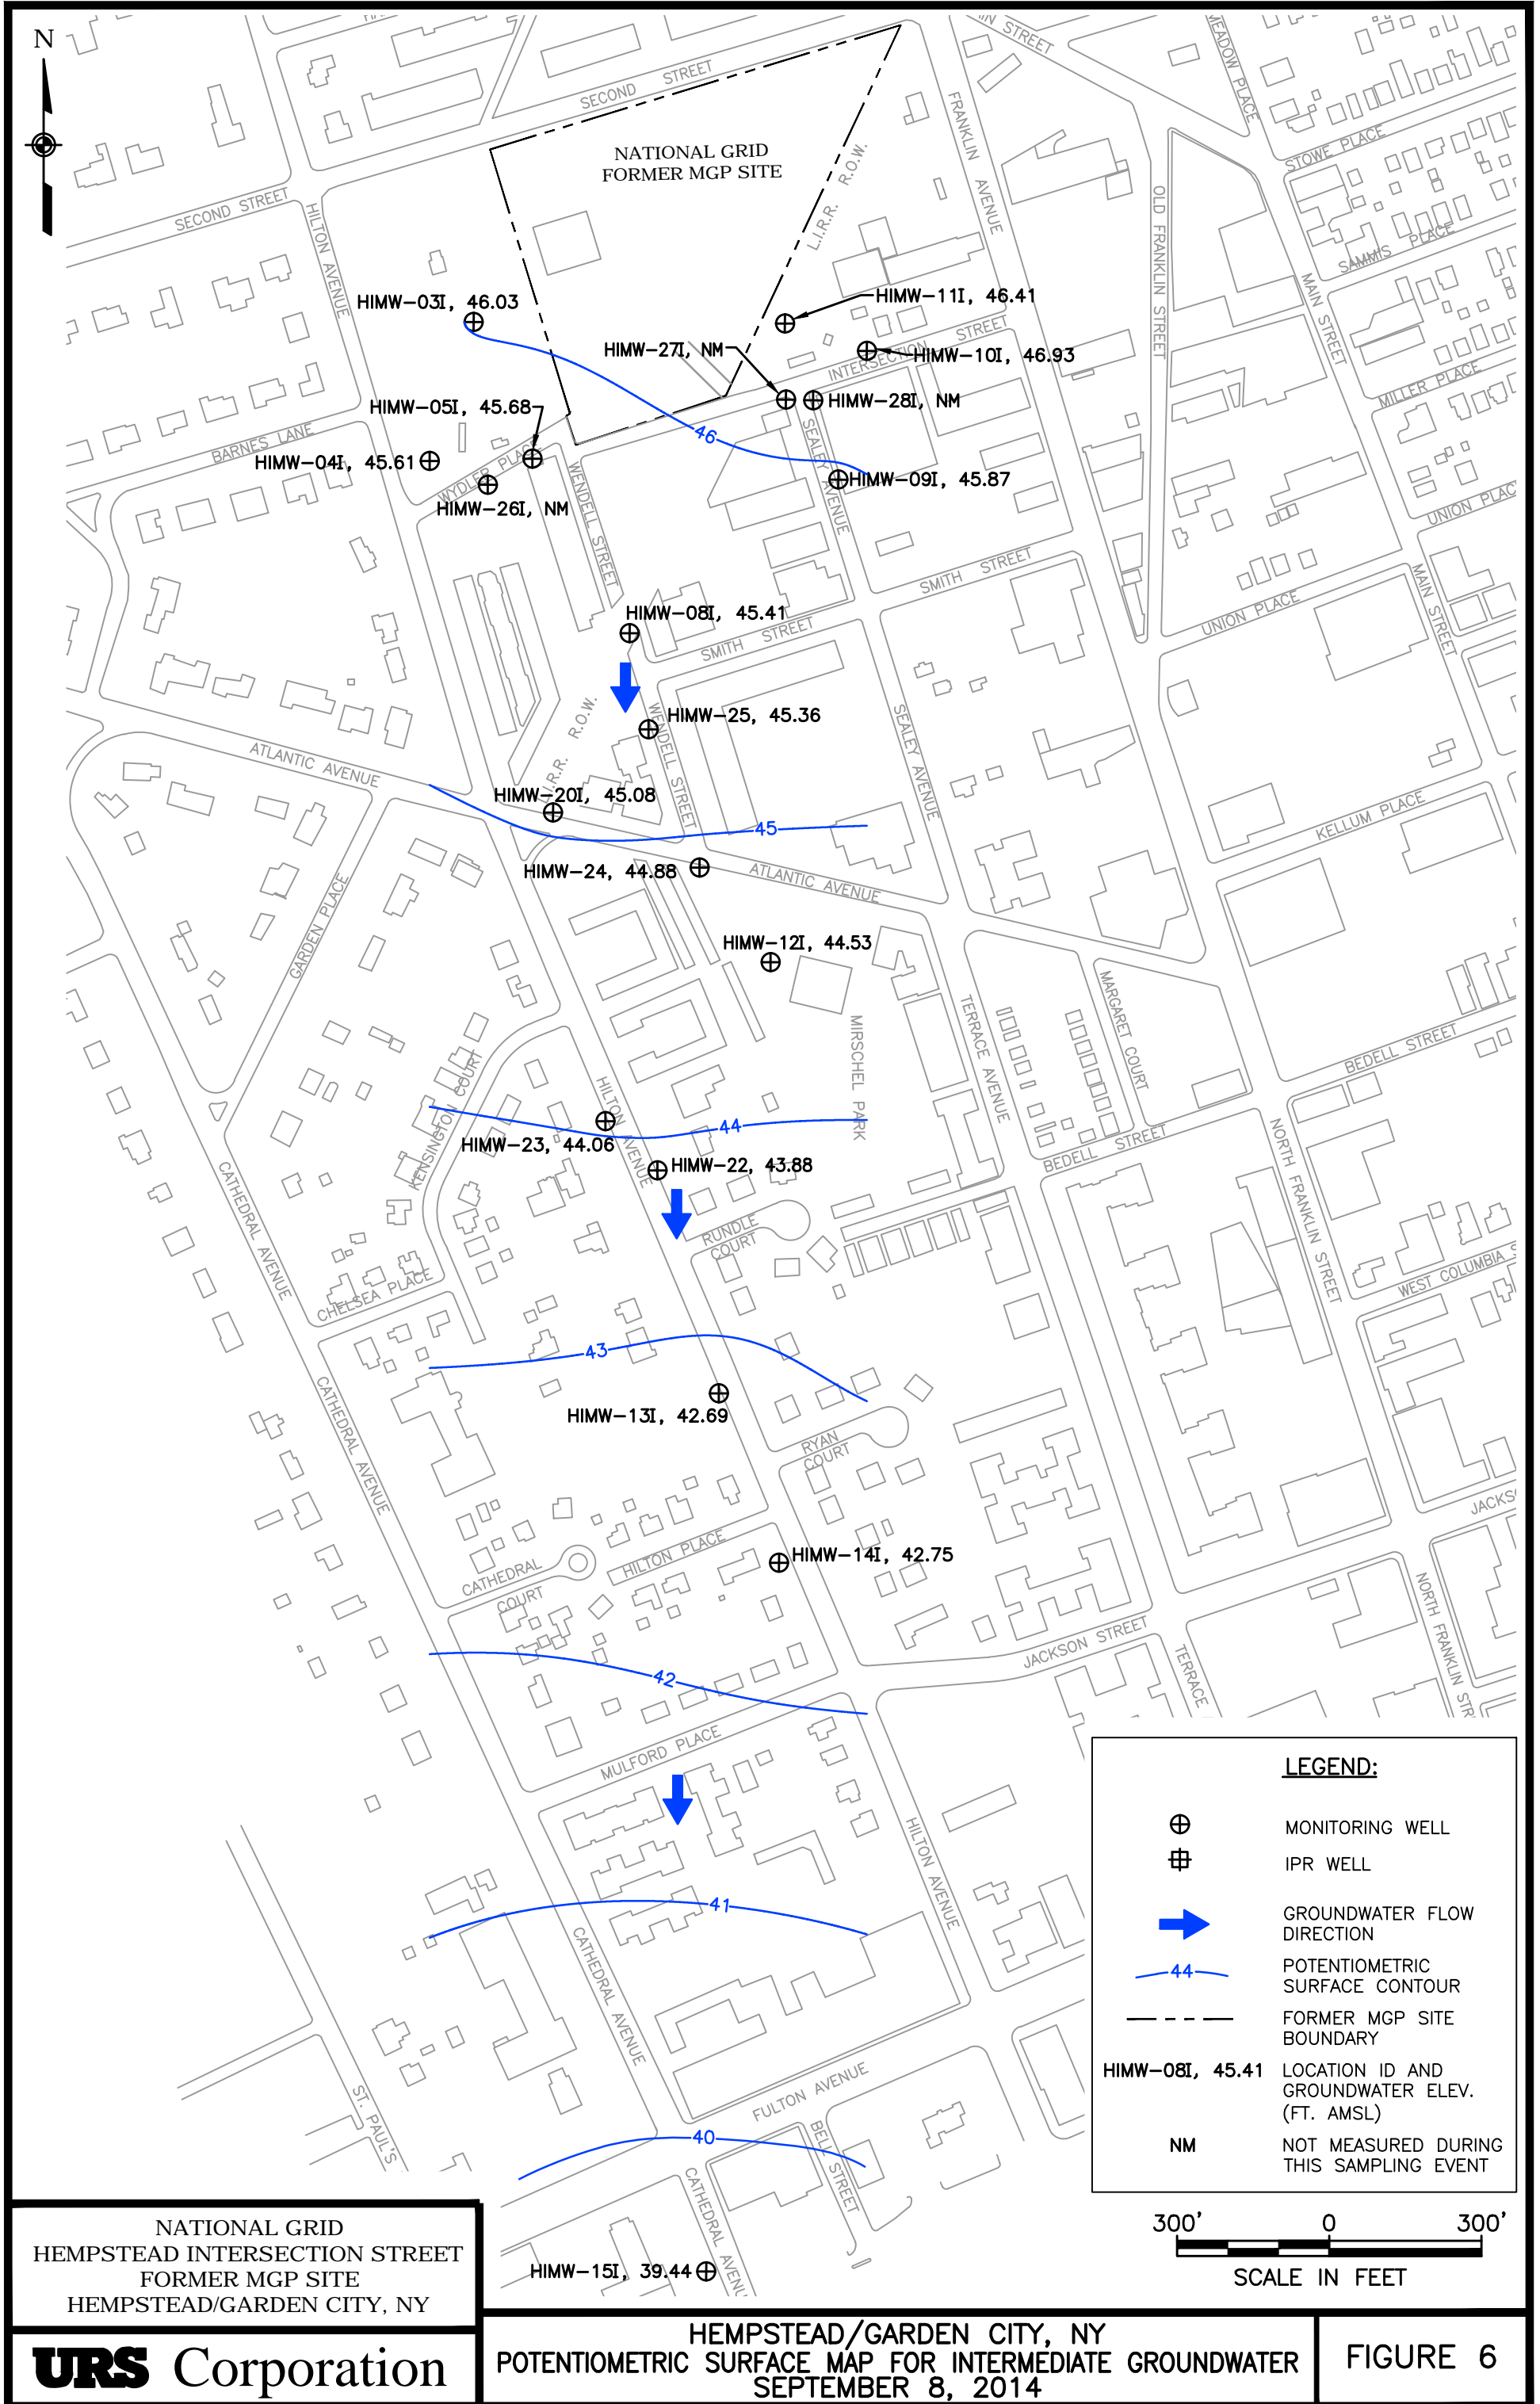 N
STREET
MEADOW PLACE
SECOND STREET
NATIONAL GRID
FORMER MGP SITE
L.I.R.R. R.O.W.
FRANKLIN AVENUE
STOWE PLACE
SECOND STREET
HILTON AVENUE
OLD FRANKLIN STREET
SAMMIS PLACE
MAIN STREET
HIMW-03I, 46.03
HIMW-11I, 46.41
HIMW-27I, NM
INTERSECTION STREET
HIMW-10I, 46.93
HIMW-05I, 45.68
HIMW-28I, NM
MILLER PLACE
46
SEALEY AVENUE
BARNES LANE
HIMW-04I, 45.61
WYDLER PLACE
HIMW-09I, 45.87
HIMW-26I, NM
WENDELL STREET
UNION PLACE
SMITH STREET
MAIN STREET
UNION PLACE
HIMW-08I, 45.41
SMITH STREET
L.I.R.R. R.O.W.
HIMW-25, 45.36
WENDELL STREET
SEALEY AVENUE
ATLANTIC AVENUE
HIMW-20I, 45.08
45
KELLUM PLACE
HIMW-24, 44.88
ATLANTIC AVENUE
GARDEN PLACE
HIMW-12I, 44.53
MARGARET COURT
TERRACE AVENUE
MIRSCHEL PARK
BEDELL STREET
KENSINGTON COURT
HILTON AVENUE
44
HIMW-23, 44.06
BEDELL STREET
HIMW-22, 43.88
NORTH FRANKLIN STREET
CATHEDRAL AVENUE
RUNDLE
COURT
WEST COLUMBIA S
CHELSEA PLACE
43
CATHEDRAL AVENUE
HIMW-13I, 42.69
RYAN
COURT
JACKS
HILTON PLACE
HIMW-14I, 42.75
CATHEDRAL
COURT
NORTH FRANKLIN STR
JACKSON STREET
TERRACE
42
MULFORD PLACE
HILTON AVENUE
41
CATHEDRAL AVENUE
FULTON AVENUE
ST. PAUL'S
BELL STREET
40
CATHEDRAL AVENU
HIMW-15I, 39.44
LEGEND:
MONITORING WELL
IPR WELL
GROUNDWATER FLOW
DIRECTION
44
POTENTIOMETRIC
SURFACE CONTOUR
FORMER MGP SITE
BOUNDARY
HIMW-08I, 45.41
LOCATION ID AND
GROUNDWATER ELEV.
(FT. AMSL)
NM
NOT MEASURED DURING
THIS SAMPLING EVENT
300' 0 300'
SCALE IN FEET
NATIONAL GRID
HEMPSTEAD INTERSECTION STREET
FORMER MGP SITE
HEMPSTEAD/GARDEN CITY, NY
URS Corporation
HEMPSTEAD/GARDEN CITY, NY
POTENTIOMETRIC SURFACE MAP FOR INTERMEDIATE GROUNDWATER
SEPTEMBER 8, 2014
FIGURE 6